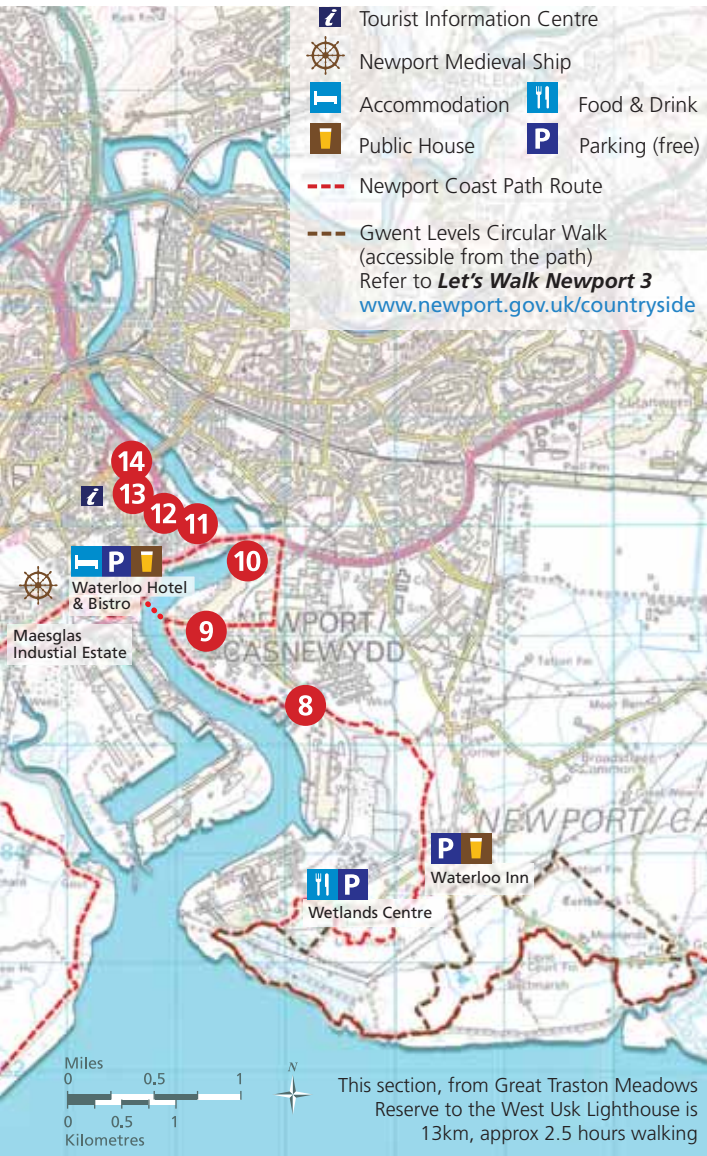 Tourist Information Centre
Newport Medieval Ship
Accommodation
Food & Drink
Public House
P
Parking (free)
Newport Coast Path Route
Gwent Levels Circular Walk
(accessible from the path)
Refer to Let's Walk Newport 3
www.newport.gov.uk/countryside
14
i
13
12
11
10
P
Waterloo Hotel
& Bistro
Maesglas
Industial Estate
9
NEWPORT/
CASNEWYDD
8
NEWPORT/CA
P
Waterloo Inn
P
Wetlands Centre
Miles
0 0.5 1
0 0.5 1
Kilometres
N
This section, from Great Traston Meadows
Reserve to the West Usk Lighthouse is
13km, approx 2.5 hours walking